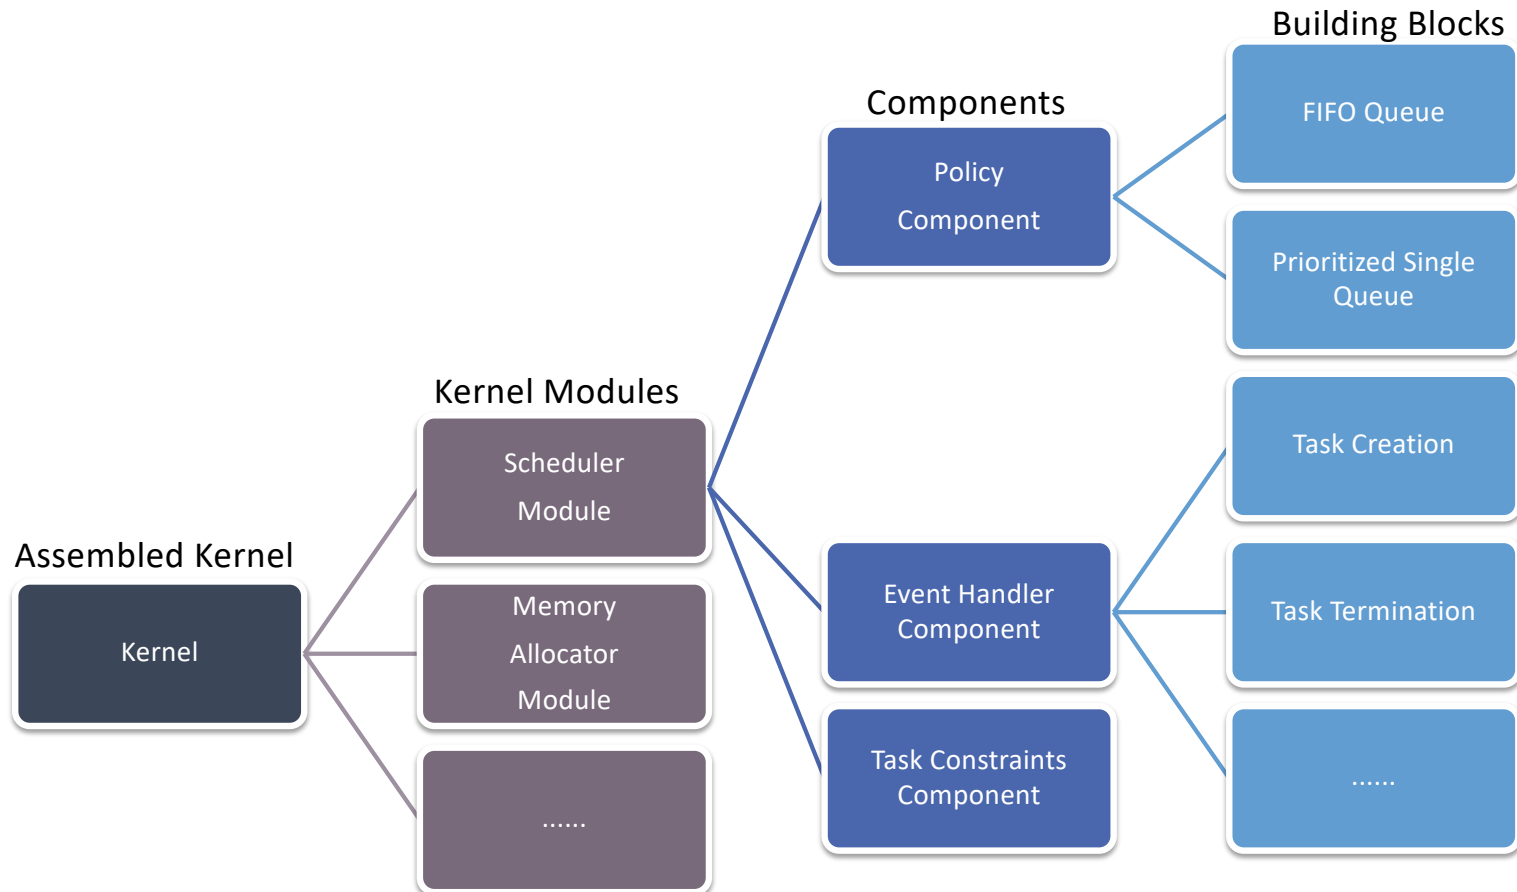 Building Blocks
Components
FIFO Queue
Policy
Component
Prioritized Single
Queue
Kernel Modules
Scheduler
Module
Task Creation
Assembled Kernel
Kernel
Memory
Allocator
Module
Event Handler
Component
Task Termination
Task Constraints
Component
......
......